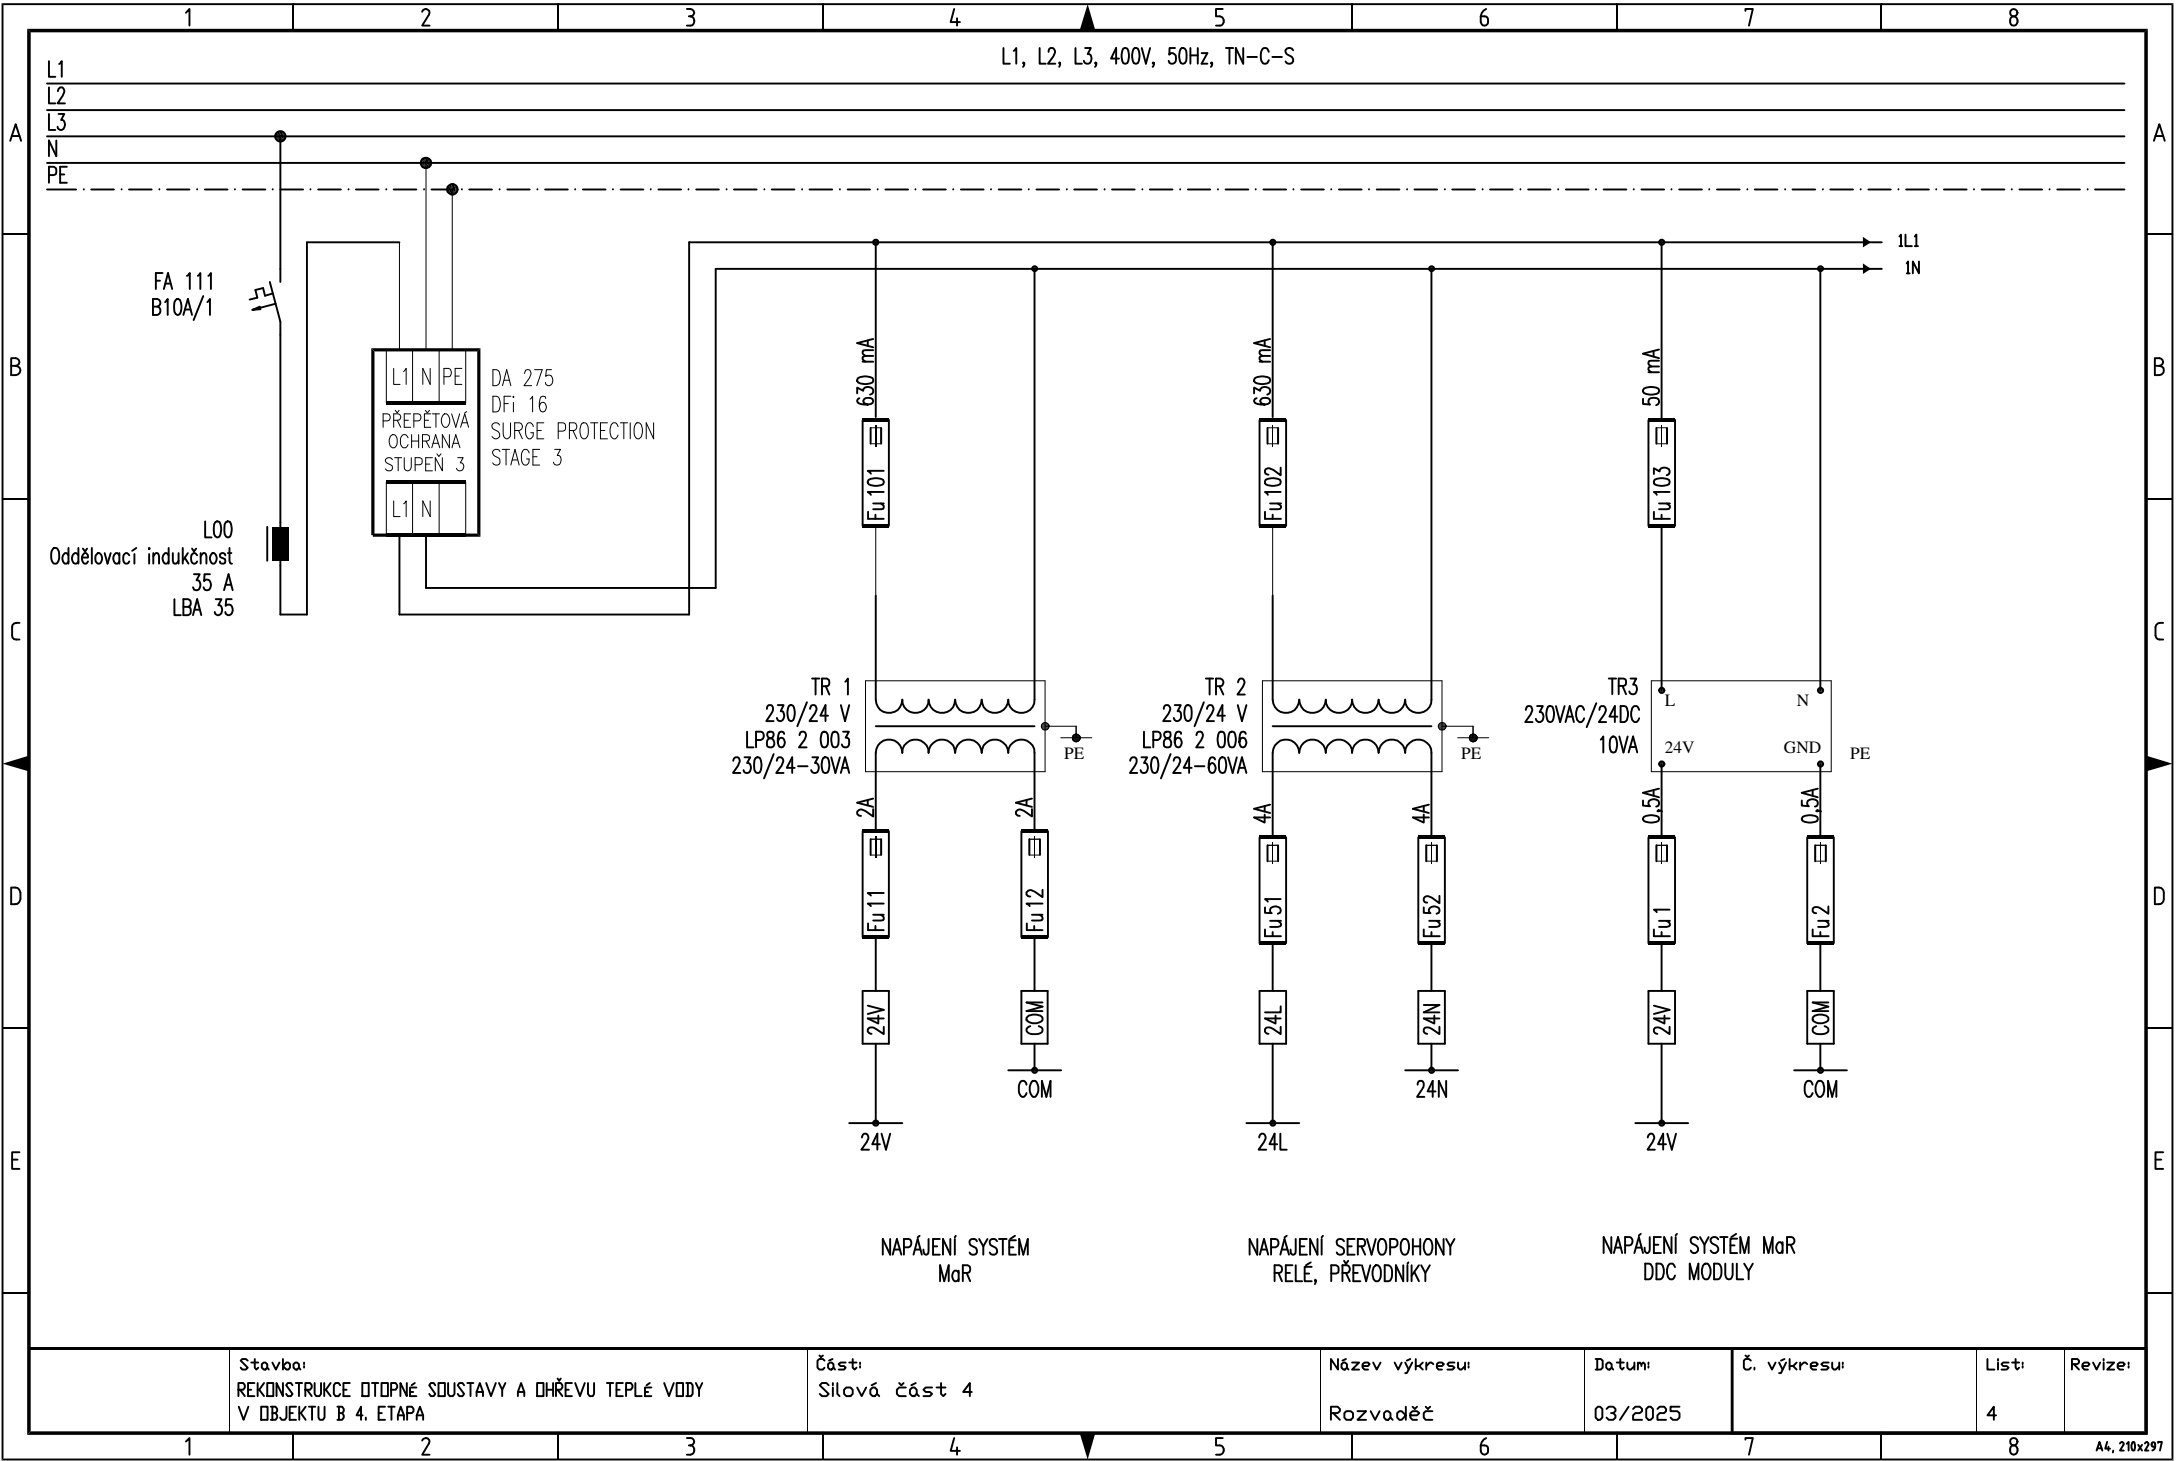 1 2 3 4 5 6 7 8
L1, L2, L3, 400V, 50Hz, TN-C-S
L1
L2
L3
A A
N
PE
1L1
1N
FA 111
B10A/1
630 mA
630 mA
50 mA
B B
L1 N PE
PŘEPĚTOVÁ
OCHRANA
STUPEŇ 3
L1 N
DA 275
DFi 16
SURGE PROTECTION
STAGE 3
Fu101
Fu102
Fu103
L00
Oddělovací indukčnost
35 A
LBA 35
C C
TR 1
230/24 V
LP86 2 003
230/24-30VA
PE
TR 2
230/24 V
LP86 2 006
230/24-60VA
PE
TR3
230VAC/24DC
10VA
L N
24V GND
PE
2A 2A 4A 4A 0,5A 0,5A
D D
Fu11 Fu12 Fu51 Fu52 Fu1 Fu2
24V COM 24L 24N 24V COM
COM 24N COM
24V 24L 24V
E E
NAPÁJENÍ SYSTÉM
MaR
NAPÁJENÍ SERVOPOHONY
RELÉ, PŘEVODNÍKY
NAPÁJENÍ SYSTÉM MaR
DDC MODULY
Stavba:
REKONSTRUKCE OTOPNÉ SOUSTAVY A OHŘEVU TEPLÉ VODY
V OBJEKTU B 4. ETAPA
Část:
Silová část 4
Název výkresu:
Rozvaděč
Datum:
03/2025
Č. výkresu:
List:
4
Revize:
1 2 3 4 5 6 7 8
A4, 210x297